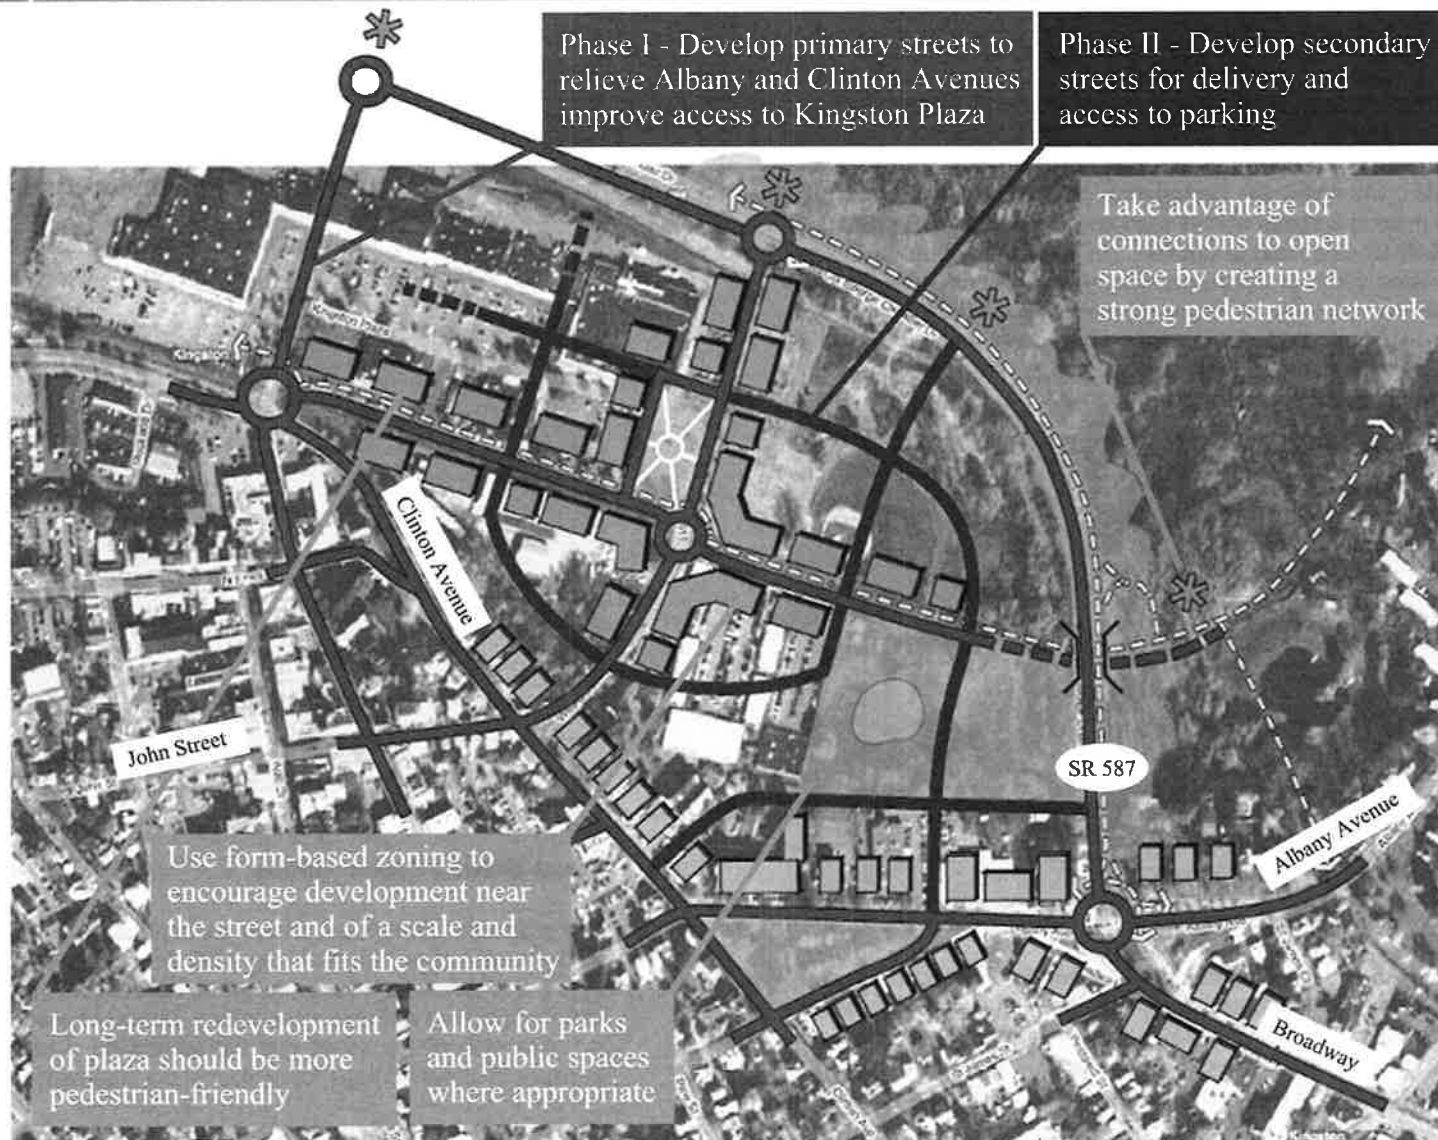 Phase I - Develop primary streets to
relieve Albany and Clinton Avenues
improve access to Kingston Plaza
Phase II - Develop secondary
streets for delivery and
access to parking
Take advantage of
connections to open
space by creating a
strong pedestrian network
Kingston Plaza
Kingston
Clinton Avenue
John Street
SR 587
Albany Avenue
Use form-based zoning to
encourage development near
the street and of a scale and
density that fits the community
Long-term redevelopment
of plaza should be more
pedestrian-friendly
Allow for parks
and public spaces
where appropriate
Broadway